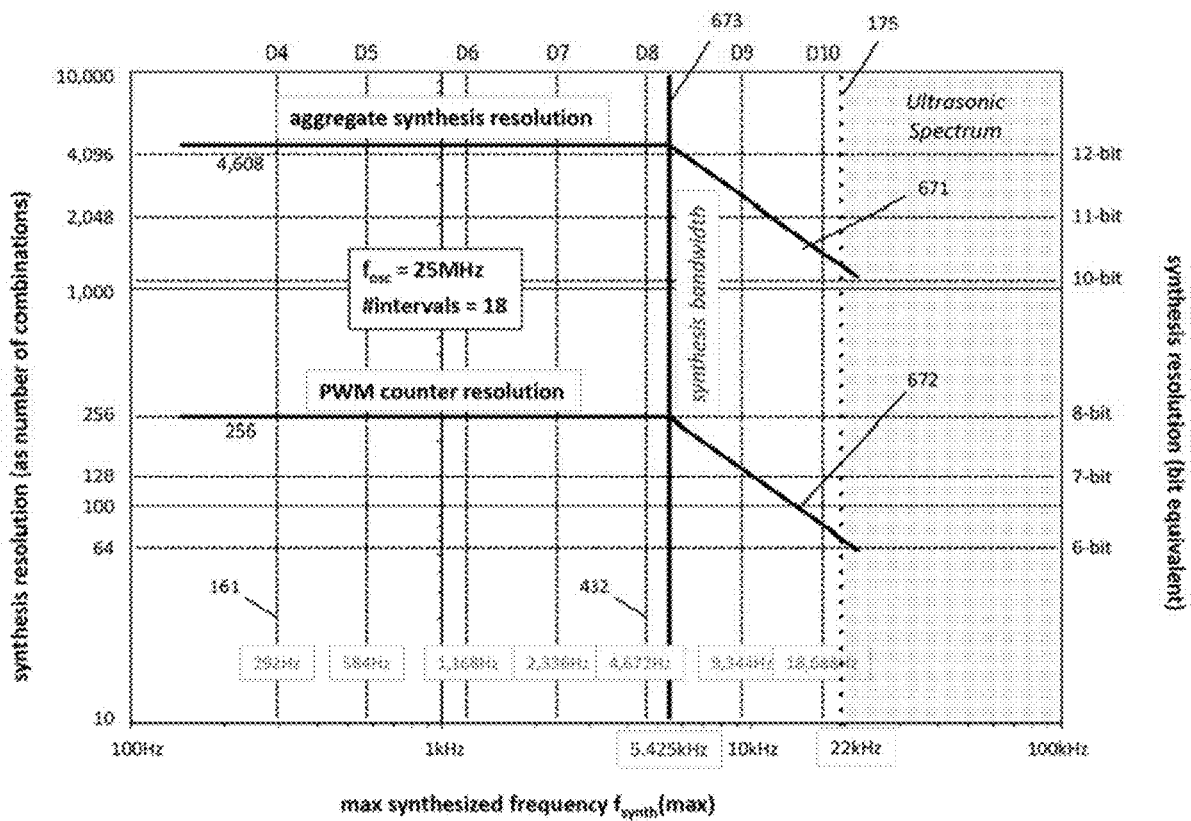 673
175
D4 D5 D6 D7 D8 D9 D10
10,000
aggregate synthesis resolution
Ultrasonic
Spectrum
4,608
4,096
12-bit
671
2,048
11-bit
synthesis bandwidth
fosc = 25MHz
#intervals = 18
10-bit
1,000
672
PWM counter resolution
256
256
8-bit
128
7-bit
100
64
6-bit
161
432
292Hz 584Hz 1,168Hz 2,336Hz 4,672Hz 9,344Hz
10
100Hz 1kHz 5.425kHz 10kHz 22kHz 100kHz
max synthesized frequency fsynth(max)
synthesis resolution (as number of combinations)
synthesis resolution (bit equivalent)